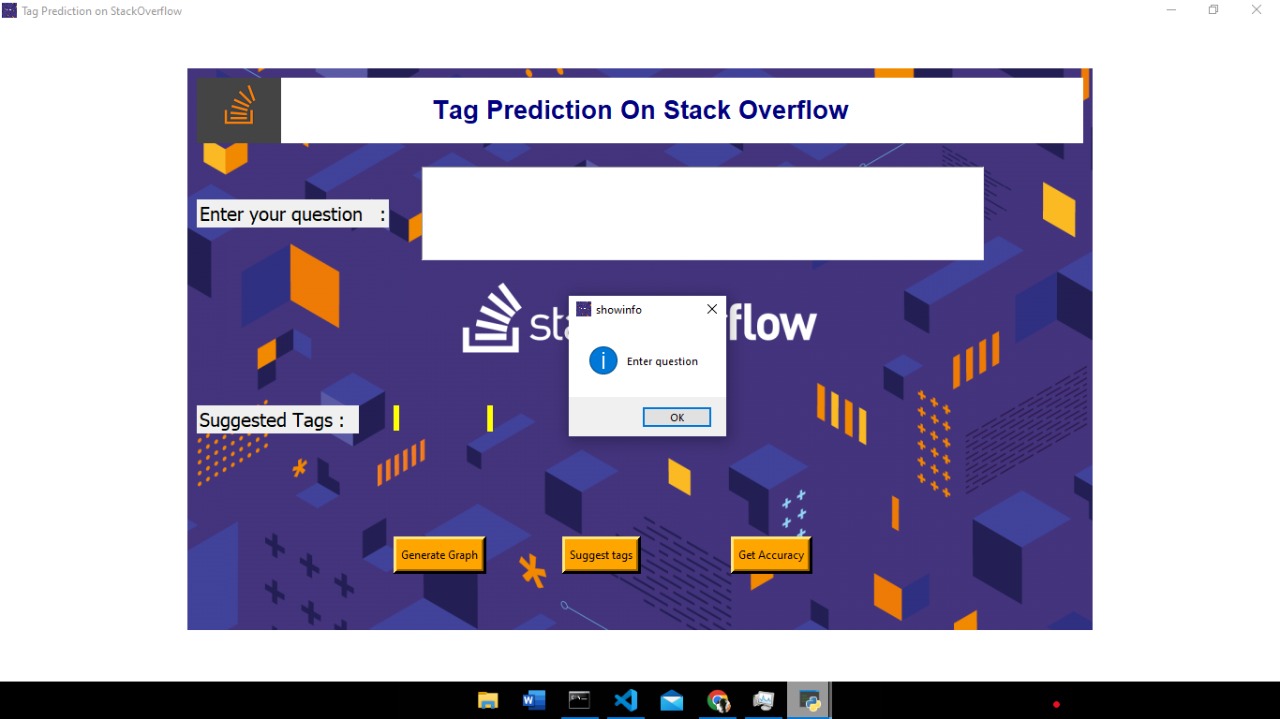 Tag Prediction on StackOverflow
Tag Prediction On Stack Overflow
Enter your question :
showinfo
Enter question
OK
sta flow
Suggested Tags :
Generate Graph
Suggest tags
Get Accuracy